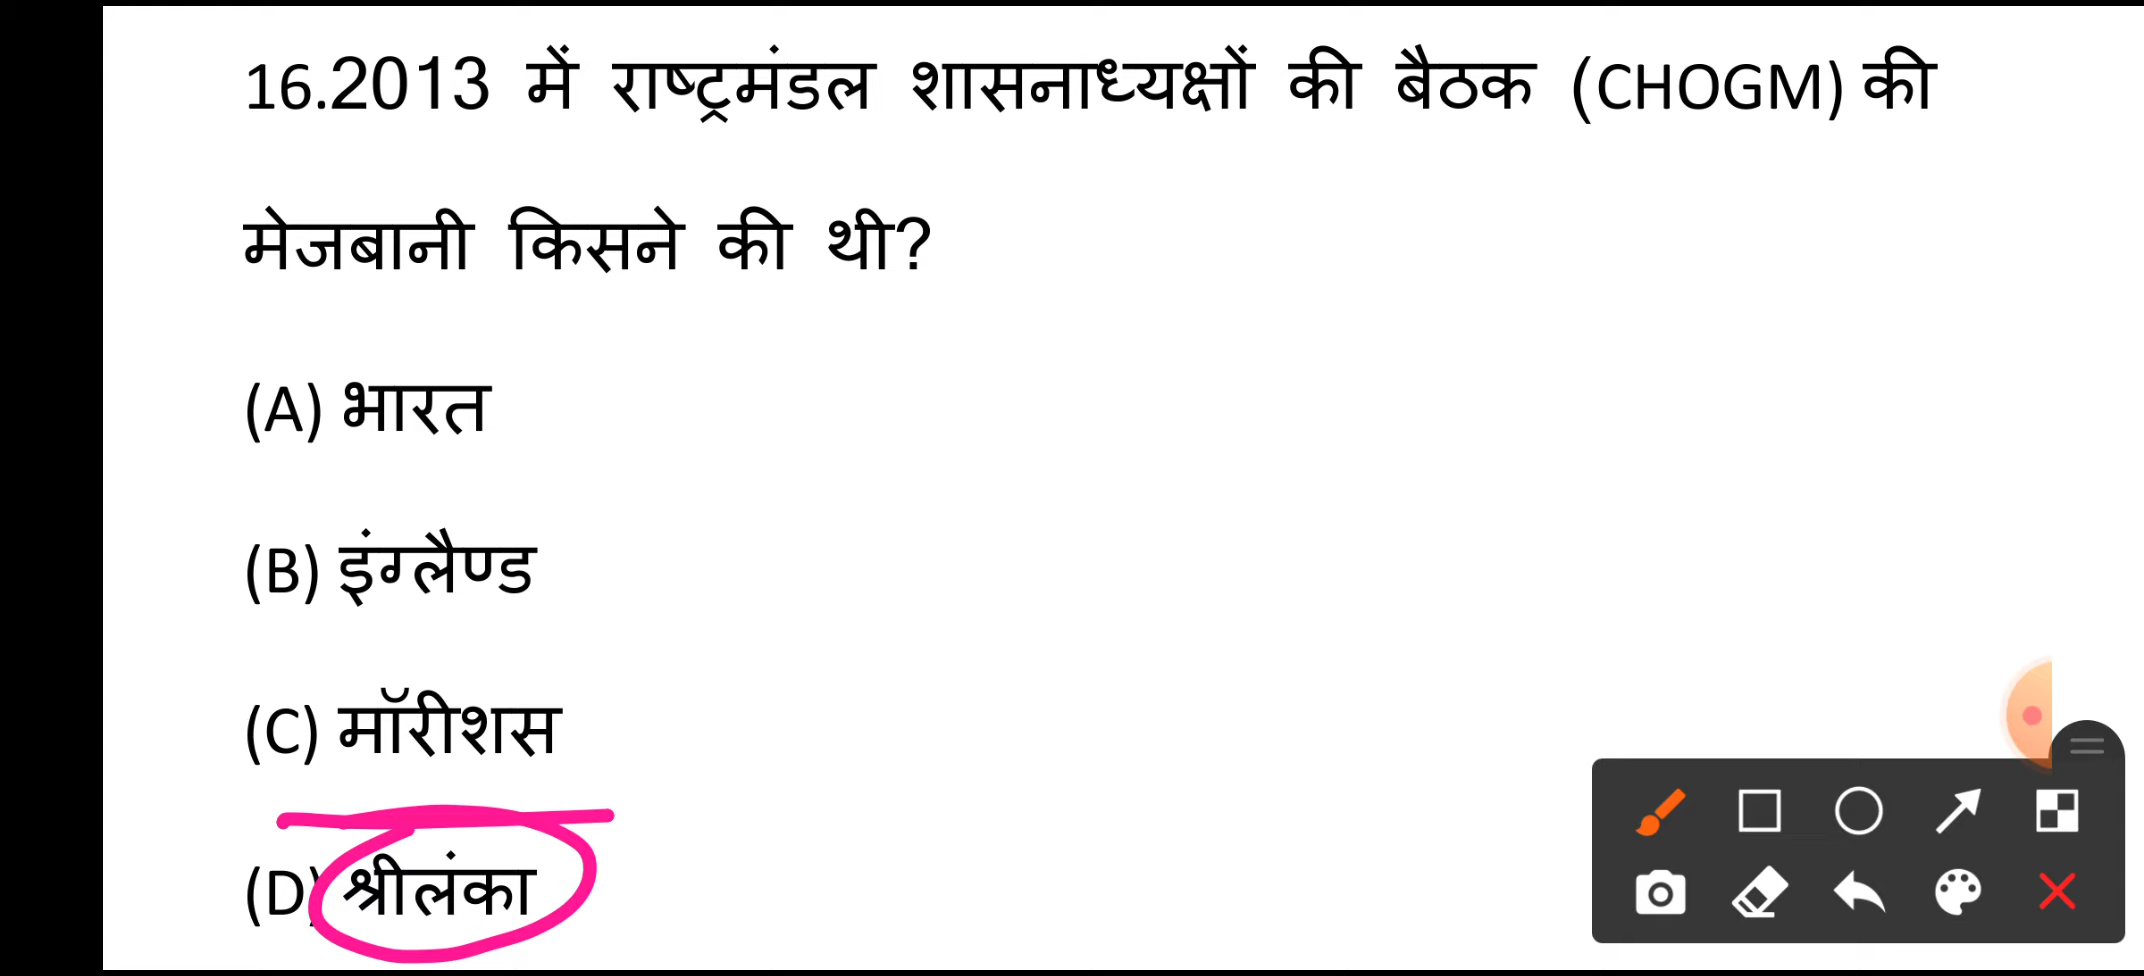 16.2013 में राष्ट्रमंडल शासनाध्यक्षों की बैठक (CHOGM) की
मेजबानी किसने की थी?
(A) भारत
(B) इंग्लैण्ड
(C) मॉरीशस
(D) श्रीलंका